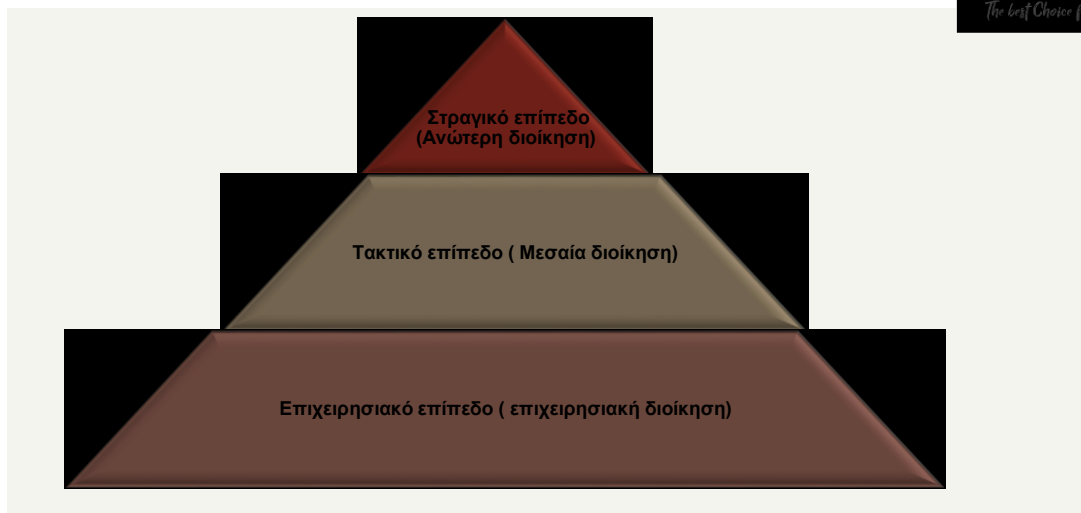 The best Choice f
Στραγικό επίπεδο
(Ανώτερη διοίκηση)
Τακτικό επίπεδο ( Μεσαία διοίκηση)
Επιχειρησιακό επίπεδο ( επιχειρησιακή διοίκηση)